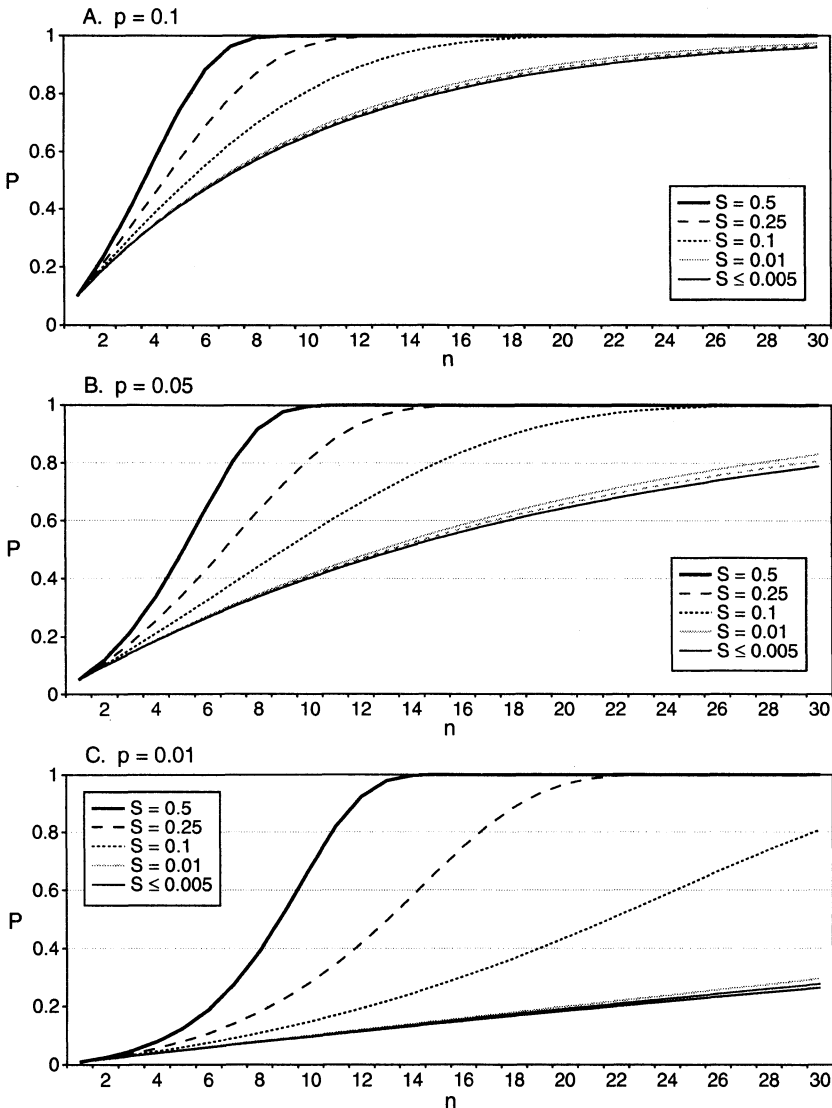 A. p = 0.1
1
0.8
0.6
P
0.4
0.2
0
S = 0.5
S = 0.25
S = 0.1
S = 0.01
S ≤ 0.005
2 4 6 8 10 12 14 16 18 20 22 24 26 28 30
n
B. p = 0.05
1
0.8
0.6
P
0.4
0.2
0
S = 0.5
S = 0.25
S = 0.1
S = 0.01
S ≤ 0.005
2 4 6 8 10 12 14 16 18 20 22 24 26 28 30
n
C. p = 0.01
1
0.8
0.6
P
0.4
0.2
0
S = 0.5
S = 0.25
S = 0.1
S = 0.01
S ≤ 0.005
2 4 6 8 10 12 14 16 18 20 22 24 26 28 30
n